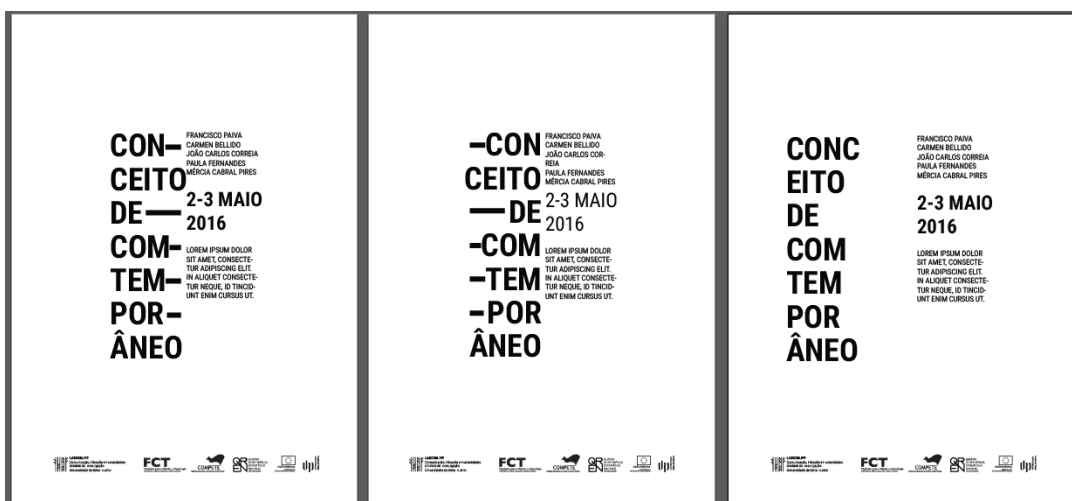 CON—
CEITO
DE—
COM-
TEM-
POR-
ÂNEO
FRANCISCO PAIVA
CARMEN BELLIDO
JOÃO CARLOS CORREIA
PAULA FERNANDES
MÉRCIA CABRAL PIRES
2-3 MAIO
2016
LOREM IPSUM DOLOR
SIT AMET, CONSECTE-
TUR ADIPISCING ELIT.
IN ALIQUET CONSECTE-
TUR NEQUE, ID TINCID-
UNT ENIM CURSUS UT.
FCT
COMPETE
QREN
—CON
CEITO
—DE
-COM
-TEM
-POR
ÂNEO
FRANCISCO PAIVA
CARMEN BELLIDO
JOÃO CARLOS COR-
REIA
PAULA FERNANDES
MÉRCIA CABRAL PIRES
2-3 MAIO
2016
LOREM IPSUM DOLOR
SIT AMET, CONSECTE-
TUR ADIPISCING ELIT.
IN ALIQUET CONSECTE-
TUR NEQUE, ID TINCID-
UNT ENIM CURSUS UT.
FCT
COMPETE
QREN
CONC
EITO
DE
COM
TEM
POR
ÂNEO
FRANCISCO PAIVA
CARMEN BELLIDO
JOÃO CARLOS CORREIA
PAULA FERNANDES
MÉRCIA CABRAL PIRES
2-3 MAIO
2016
LOREM IPSUM DOLOR
SIT AMET, CONSECTE-
TUR ADIPISCING ELIT.
IN ALIQUET CONSECTE-
TUR NEQUE, ID TINCID-
UNT ENIM CURSUS UT.
FCT
COMPETE
QREN